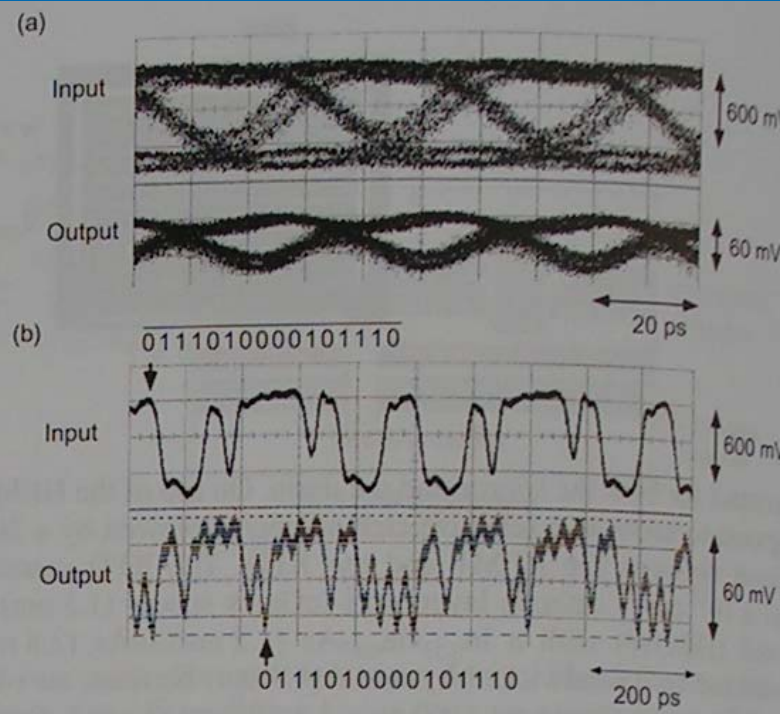 (a)
Input
600 mV
Output
60 mV
20 ps
(b)
0111010000101110
Input
600 mV
Output
60 mV
0111010000101110
200 ps